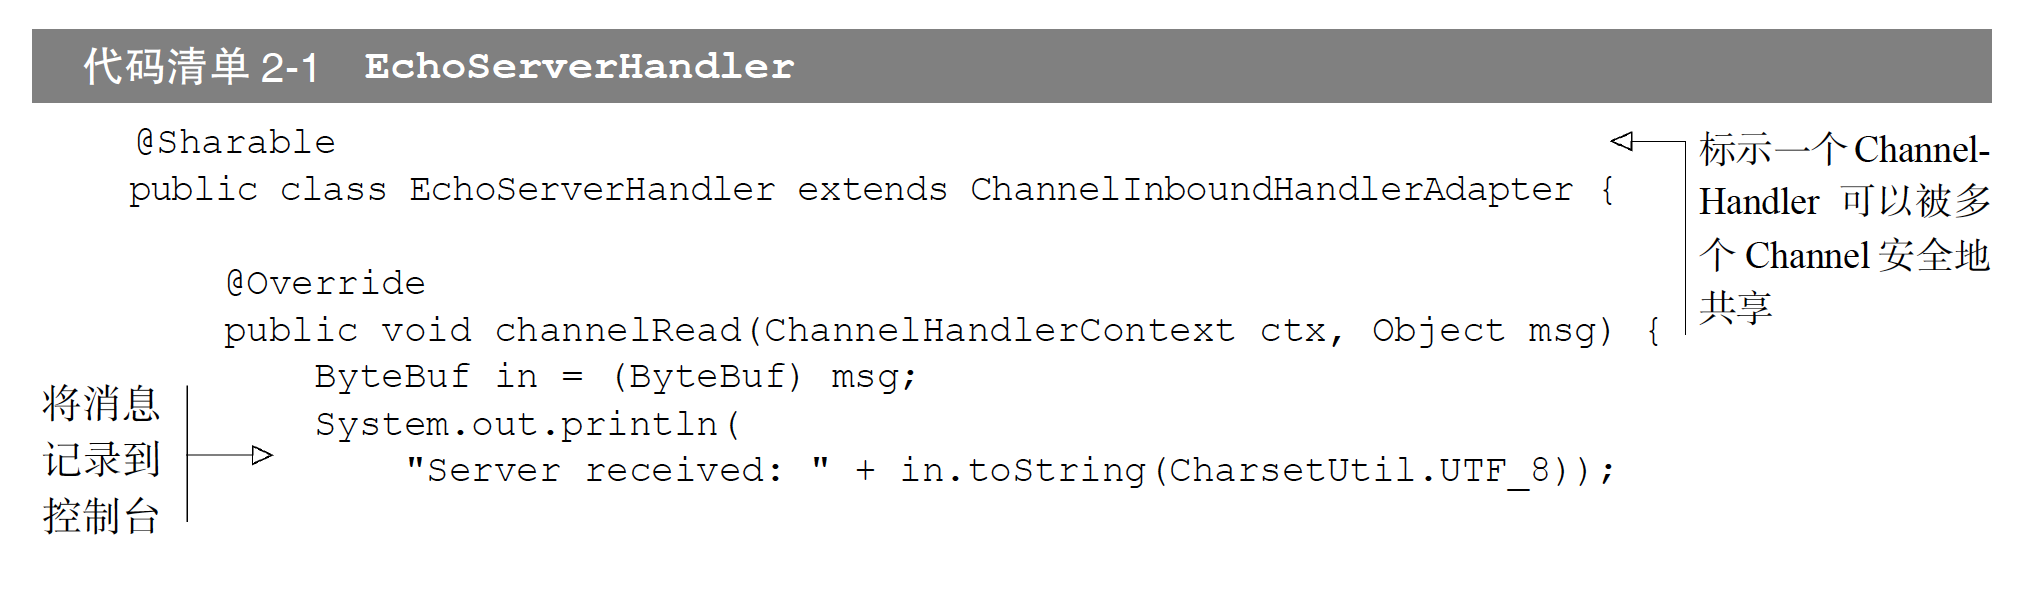 代码清单 2-1 EchoServerHandler
@Sharable
public class EchoServerHandler extends ChannelInboundHandlerAdapter {
标示一个 Channel-
Handler 可以被多
个 Channel 安全地
共享
@Override
public void channelRead(ChannelHandlerContext ctx, Object msg) {
ByteBuf in = (ByteBuf) msg;
System.out.println(
"Server received: " + in.toString(CharsetUtil.UTF_8));
将消息
记录到
控制台